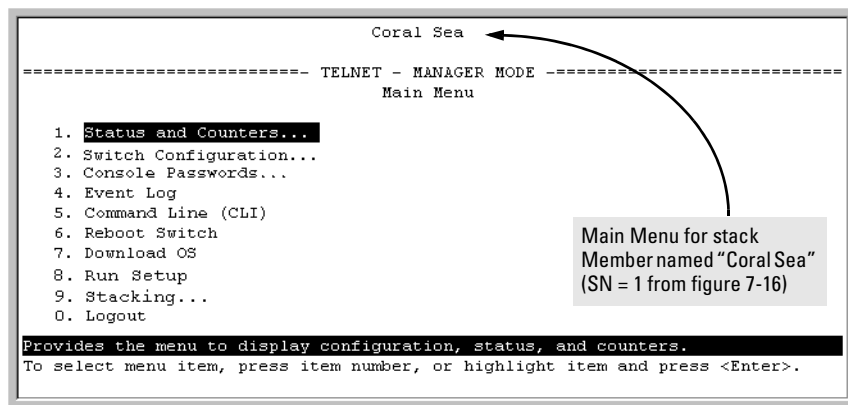 Coral Sea
===========================- TELNET - MANAGER MODE -============================
Main Menu
1. Status and Counters...
2. Switch Configuration...
3. Console Passwords...
4. Event Log
5. Command Line (CLI)
6. Reboot Switch
7. Download OS
8. Run Setup
9. Stacking...
0. Logout
Main Menu for stack
Member named “Coral Sea”
(SN = 1 from figure 7-16)
Provides the menu to display configuration, status, and counters.
To select menu item, press item number, or highlight item and press <Enter>.